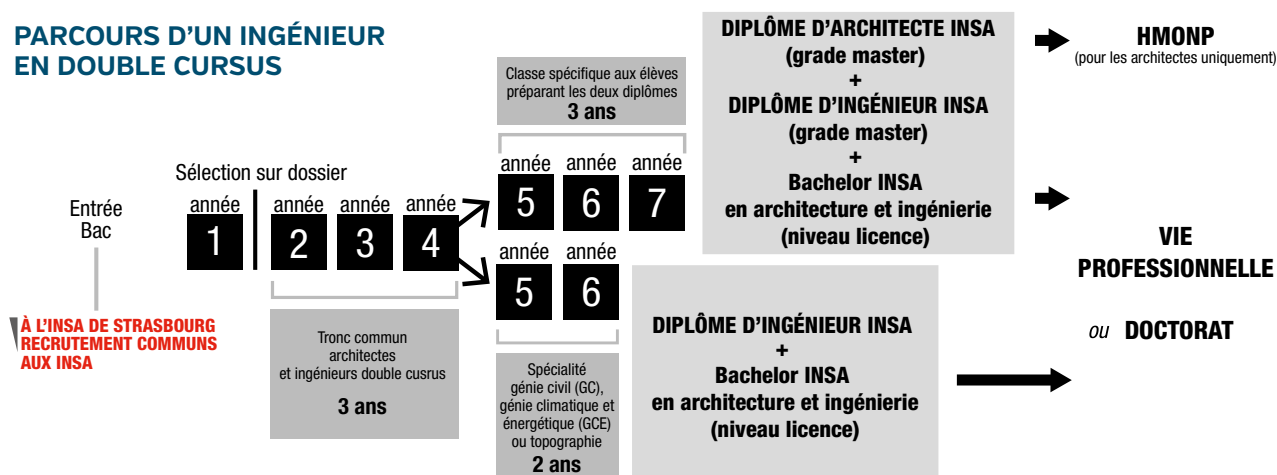 PARCOURS D'UN INGÉNIEUR
EN DOUBLE CURSUS
Entrée
Bac
À L'INSA DE STRASBOURG
RECRUTEMENT COMMUNS
AUX INSA
Sélection sur dossier
année année année année
1 2 3 4
Tronc commun
architectes
et ingénieurs double cusrus
3 ans
Classe spécifique aux élèves
préparant les deux diplômes
3 ans
année année année
5 6 7
année année
5 6
Spécialité
génie civil (GC),
génie climatique et
énergétique (GCE)
ou topographie
2 ans
DIPLÔME D'ARCHITECTE INSA
(grade master)
+
DIPLÔME D'INGÉNIEUR INSA
(grade master)
+
Bachelor INSA
en architecture et ingénierie
(niveau licence)
DIPLÔME D'INGÉNIEUR INSA
+
Bachelor INSA
en architecture et ingénierie
(niveau licence)
HMONP
(pour les architectes uniquement)
VIE
PROFESSIONNELLE
ou DOCTORAT